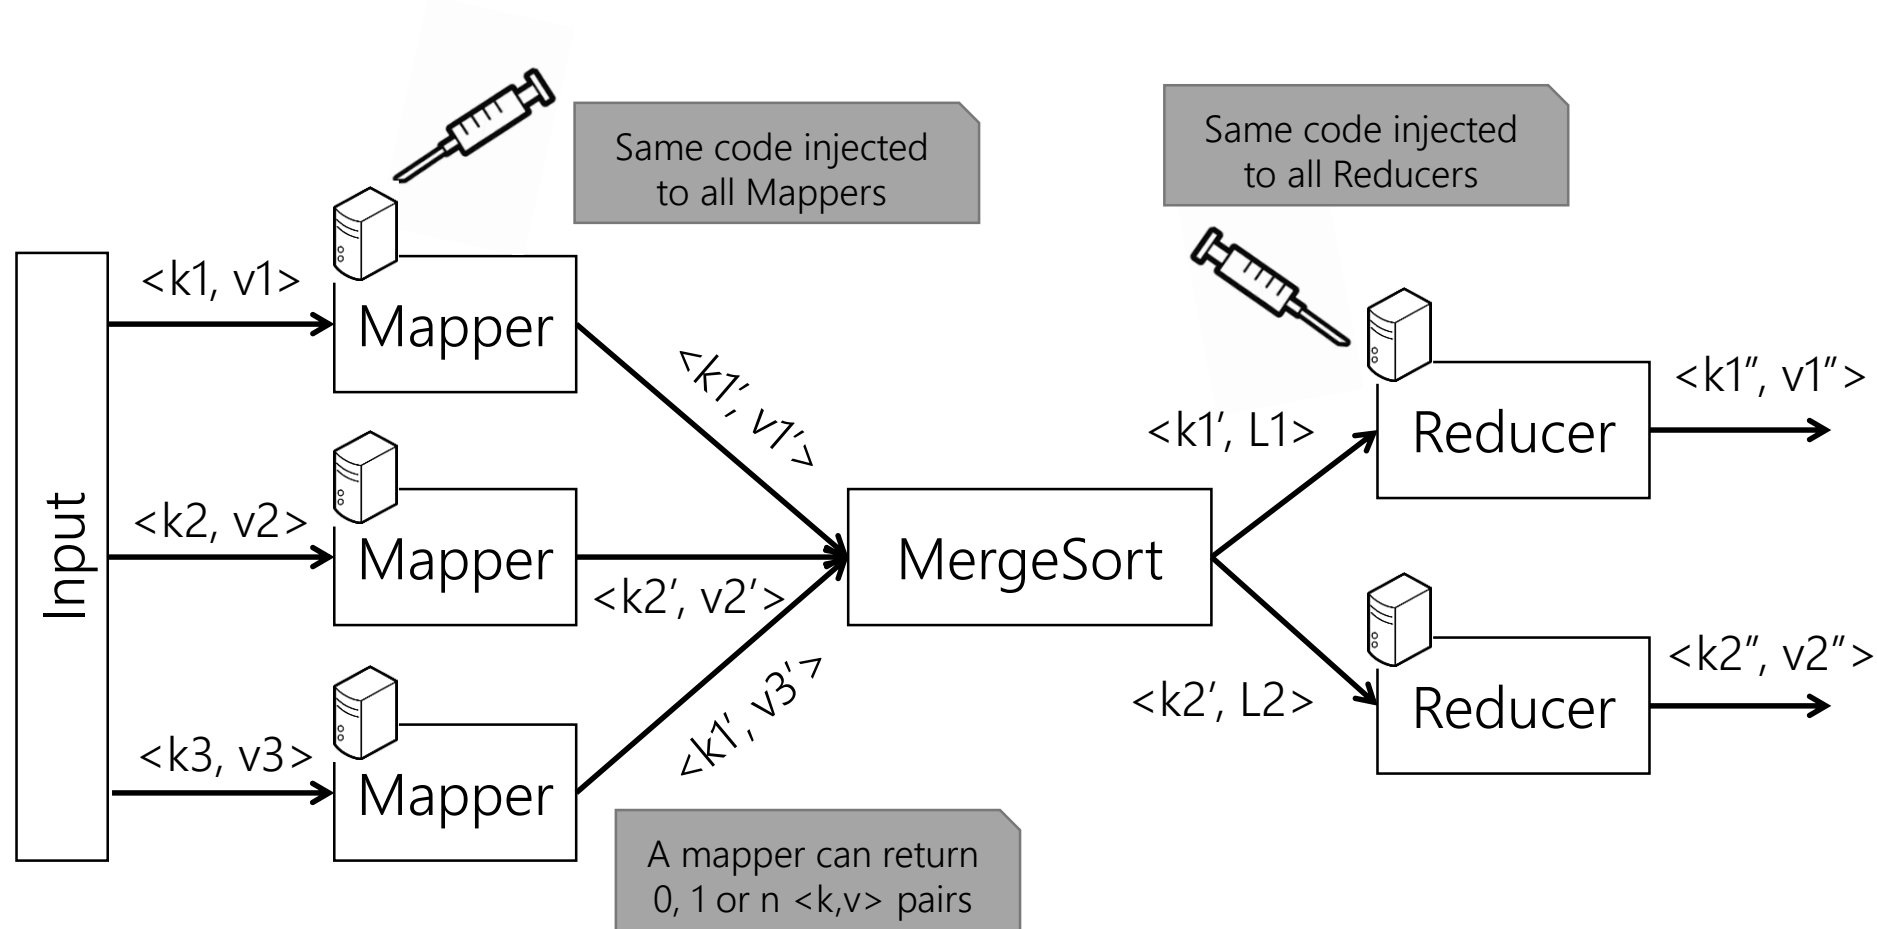 Same code injected
to all Mappers
Same code injected
to all Reducers
Input
<k1, v1>
Mapper
<k1′, v1′>
<k2, v2>
Mapper
<k2′, v2′>
<k3, v3>
Mapper
<k1′, v3′>
A mapper can return
0, 1 or n <k,v> pairs
MergeSort
<k1′, L1>
Reducer
<k1″, v1″>
<k2′, L2>
Reducer
<k2″, v2″>